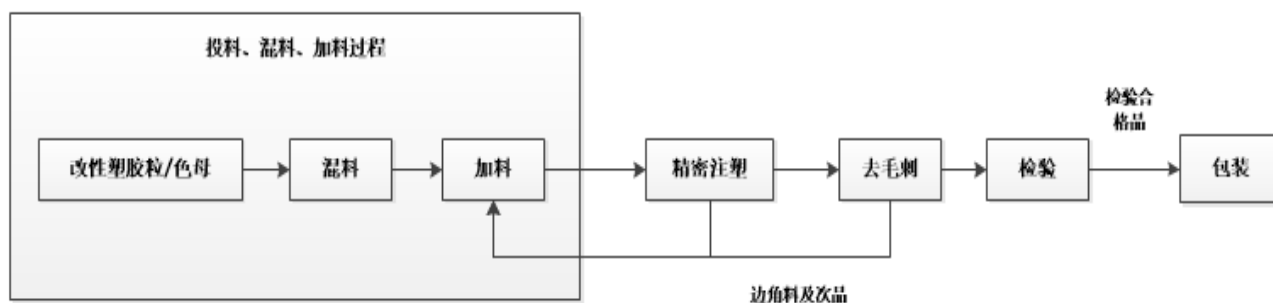 投料、混料、加料过程
检验合
格品
改性塑胶粒/色母
混料
加料
精密注塑
去毛刺
检验
包装
边角料及次品